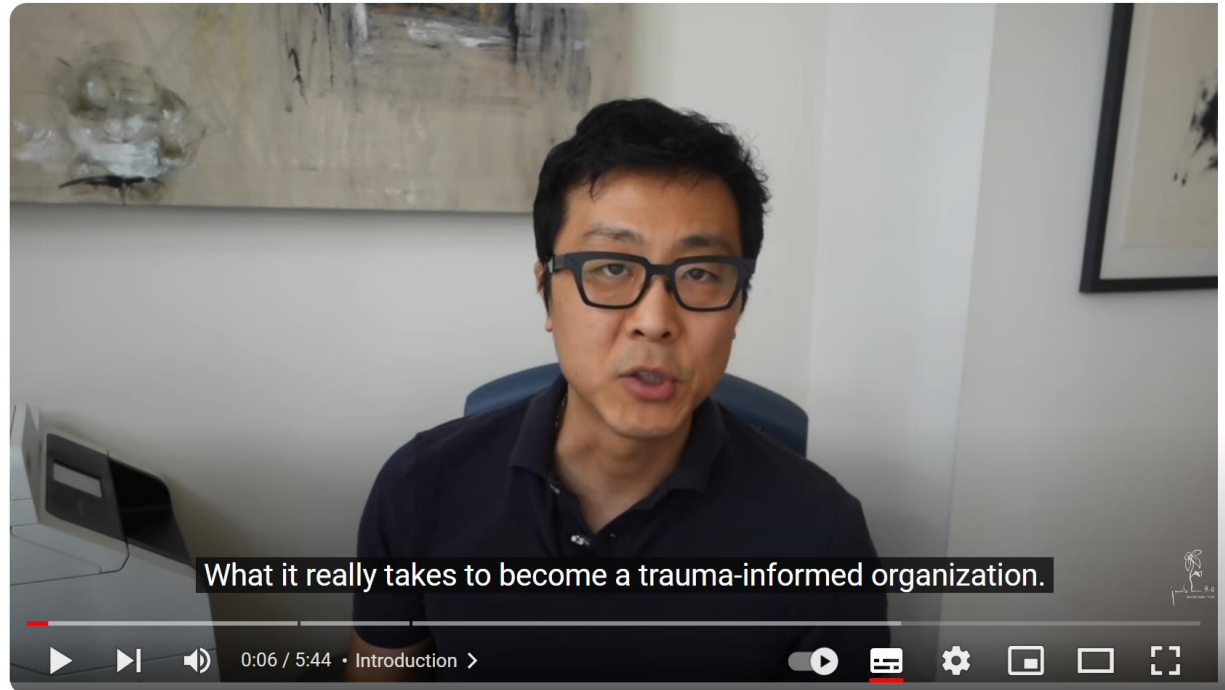 What it really takes to become a trauma-informed organization.
0:06 / 5:44 • Introduction